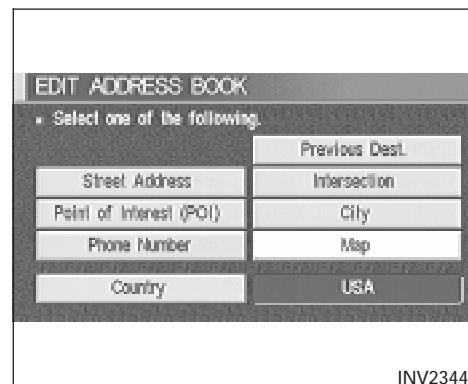 EDIT ADDRESS BOOK
• Select one of the following.
Previous Dest.
Street Address Intersection
Point of Interest (POI) City
Phone Number Map
Country USA
INV2344